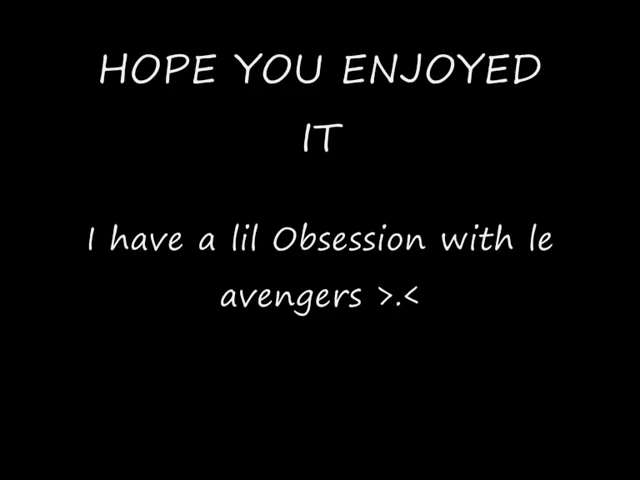 HOPE YOU ENJOYED
IT
I have a lil Obsession with le
avengers >.<